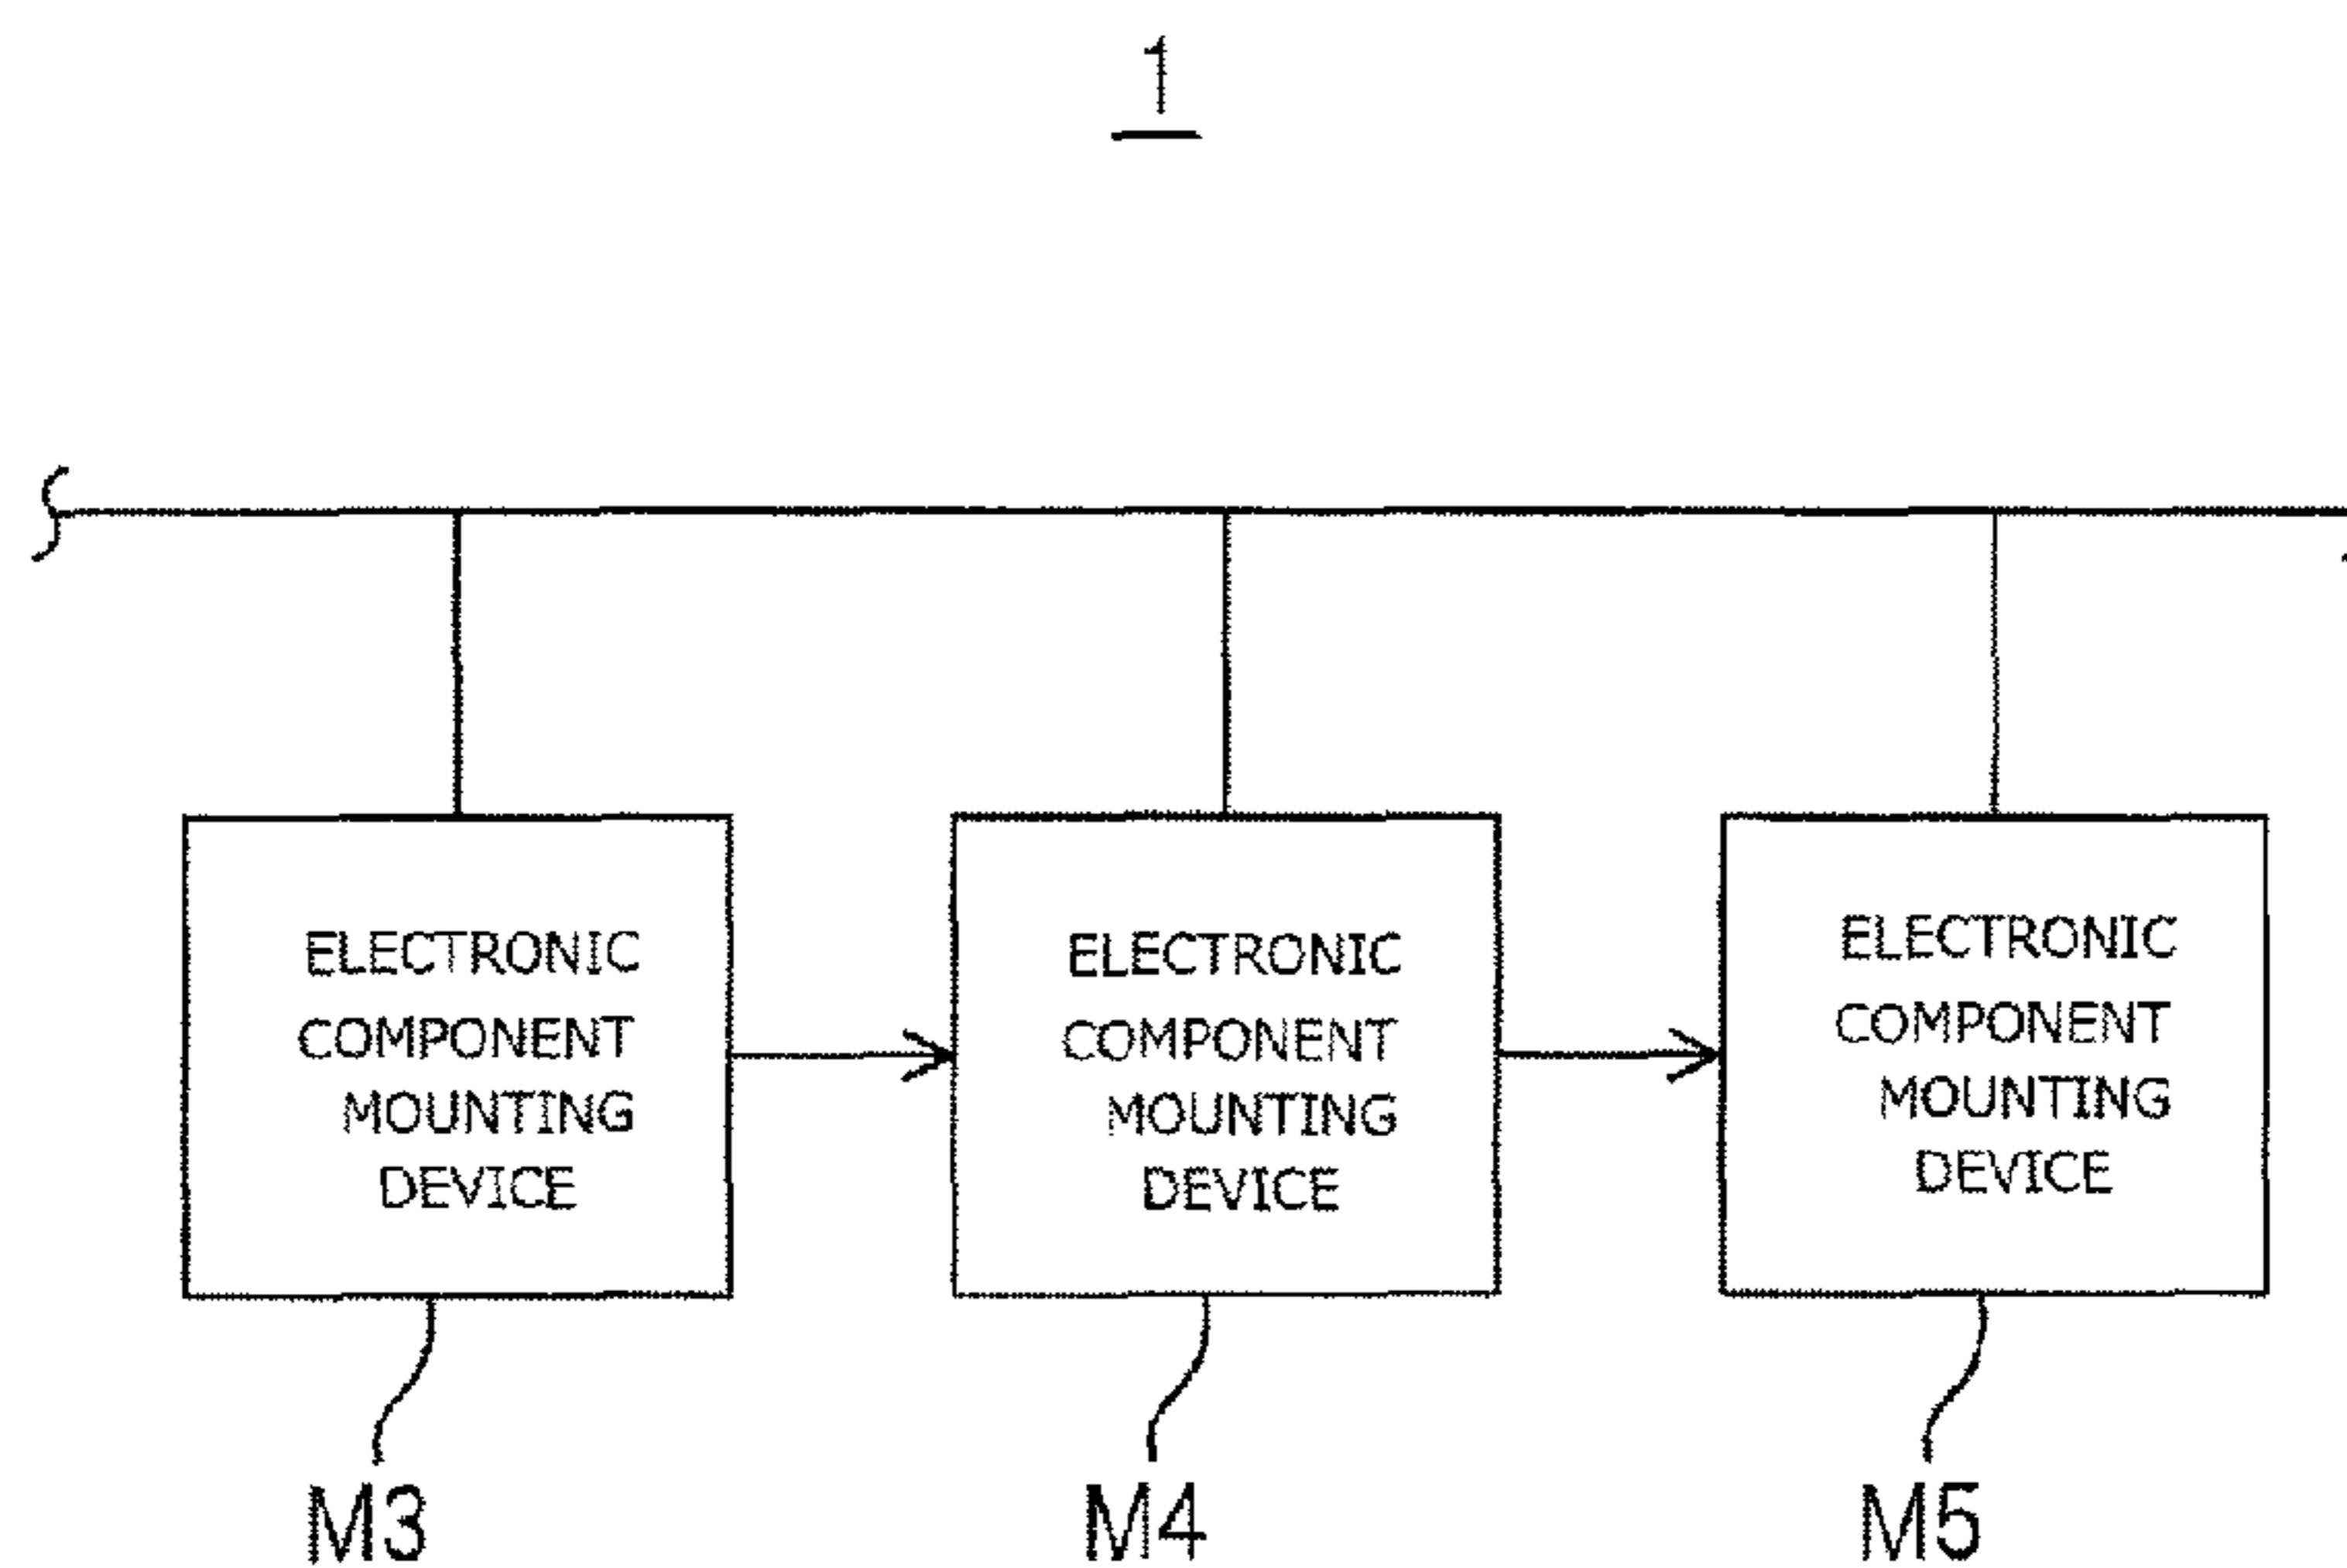 1
ELECTRONIC
COMPONENT
MOUNTING
DEVICE
ELECTRONIC
COMPONENT
MOUNTING
DEVICE
ELECTRONIC
COMPONENT
MOUNTING
DEVICE
M3
M4
M5